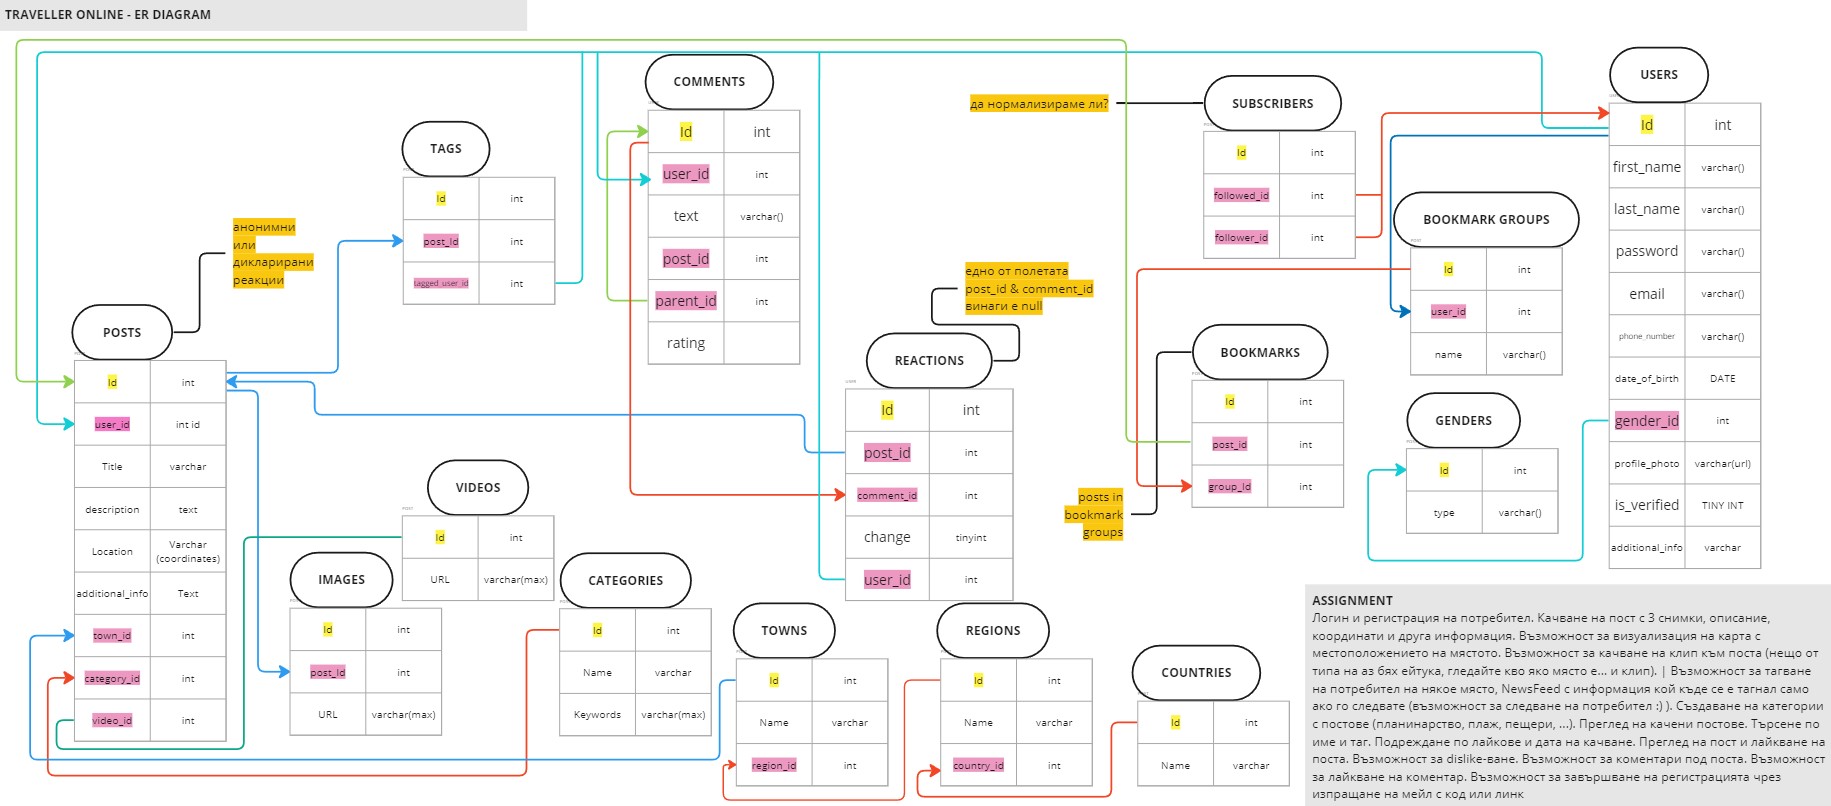 TRAVELLER ONLINE - ER DIAGRAM
COMMENTS
Id int
user_id int
text varchar()
post_id int
parent_id int
rating
TAGS
Id int
post_Id int
tagged_user_id int
анонимни
или
дикларирани
реакции
POSTS
Id int
user_id int id
Title varchar
description text
Location Varchar
(coordinates)
additional_info Text
town_id int
category_id int
video_id int
да нормализираме ли?
SUBSCRIBERS
Id int
followed_id int
follower_id int
USERS
Id int
first_name varchar()
last_name varchar()
password varchar()
email varchar()
phone_number varchar()
date_of_birth DATE
gender_id int
profile_photo varchar(url)
is_verified TINY INT
additional_info varchar
BOOKMARK GROUPS
Id int
user_id int
name varchar()
едно от полетата
post_id & comment_id
винаги е null
REACTIONS
Id int
post_id int
comment_id int
change tinyint
user_id int
BOOKMARKS
Id int
post_id int
group_Id int
posts in
bookmark
groups
GENDERS
Id int
type varchar()
VIDEOS
Id int
URL varchar(max)
IMAGES
Id int
post_Id int
URL varchar(max)
CATEGORIES
Id int
Name varchar
Keywords varchar(max)
TOWNS
Id int
Name varchar
region_id int
REGIONS
Id int
Name varchar
country_id int
COUNTRIES
Id int
Name varchar
ASSIGNMENT
Логин и регистрация на потребител. Качване на пост с 3 снимки, описание,
координати и друга информация. Възможност за визуализация на карта с
местоположението на мястото. Възможност за качване на клип към поста (нещо от
типа на аз бях ейтука, гледайте кво яко място е... и клип). | Възможност за тагване
на потребител на някое място, NewsFeed с информация кой къде се е тагнал само
ако го следвате (възможност за следване на потребител :) ). Създаване на категории
с постове (планинарство, плаж, пещери, ...). Преглед на качени постове. Търсене по
име и таг. Подреждане по лайкове и дата на качване. Преглед на пост и лайкване на
поста. Възможност за dislike-ване. Възможност за коментари под поста. Възможност
за лайкване на коментар. Възможност за завършване на регистрацията чрез
изпращане на мейл с код или линк